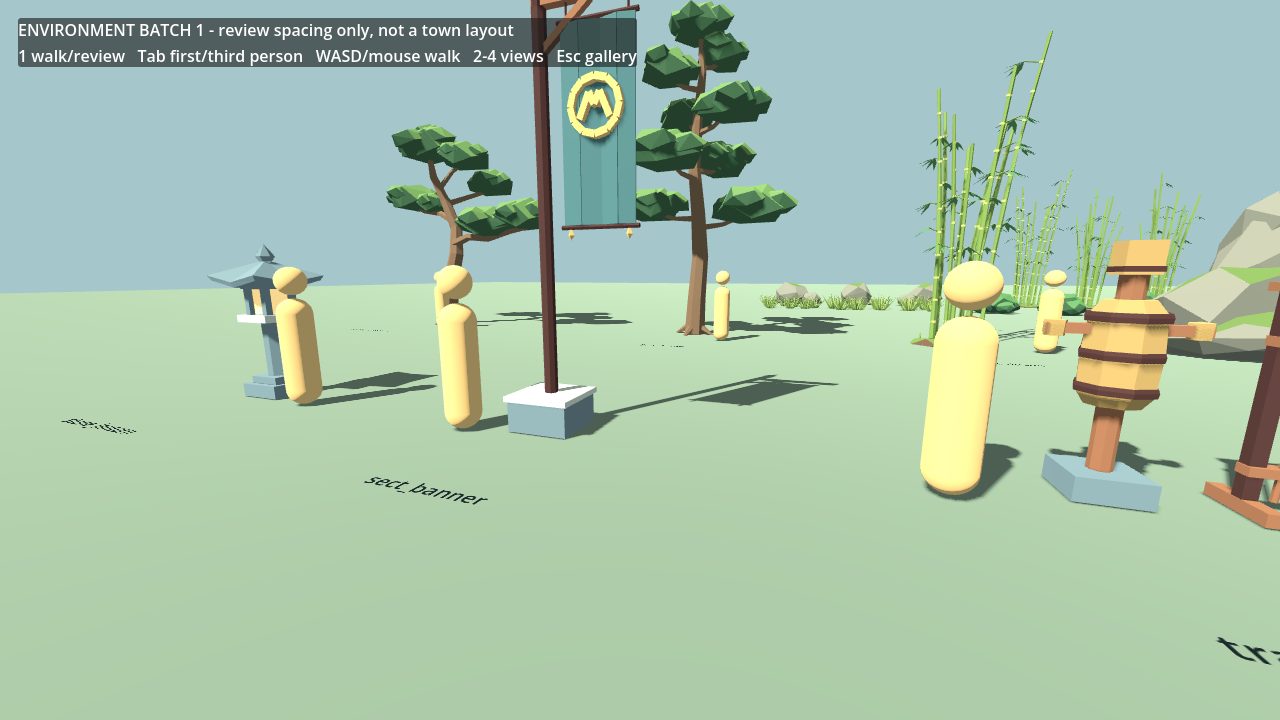 ENVIRONMENT BATCH 1 - review spacing only, not a town layout
1 walk/review   Tab first/third person   WASD/mouse walk   2-4 views   Esc gallery
sect_banner